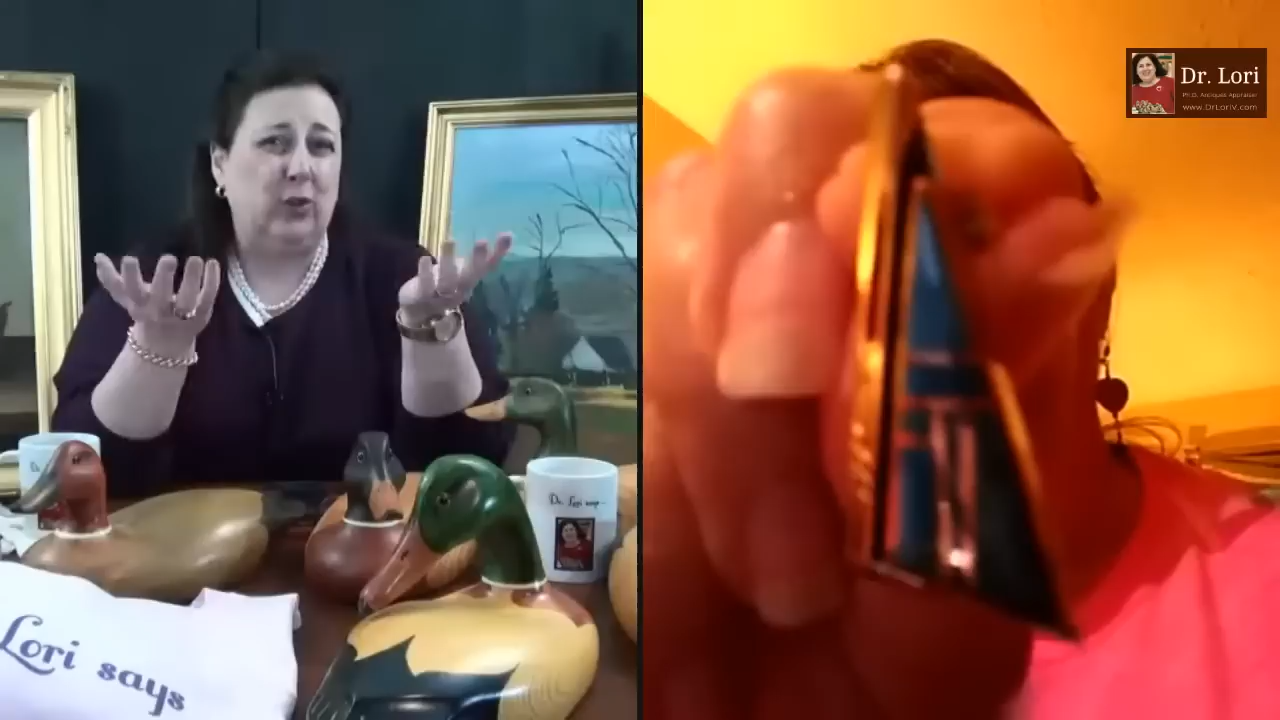 Dr. Lori
Ph.D. Antiques Appraiser
www.DrLoriV.com
Dr. Lori says~
Lori says